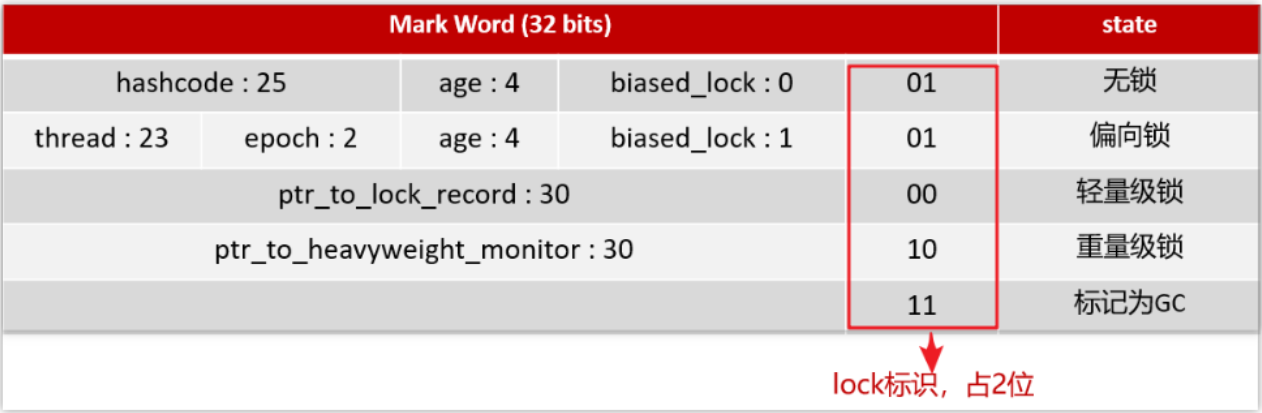 Mark Word (32 bits) state
hashcode : 25 age : 4 biased_lock : 0 01 无锁
thread : 23 epoch : 2 age : 4 biased_lock : 1 01 偏向锁
ptr_to_lock_record : 30 00 轻量级锁
ptr_to_heavyweight_monitor : 30 10 重量级锁
11 标记为GC
lock标识，占2位